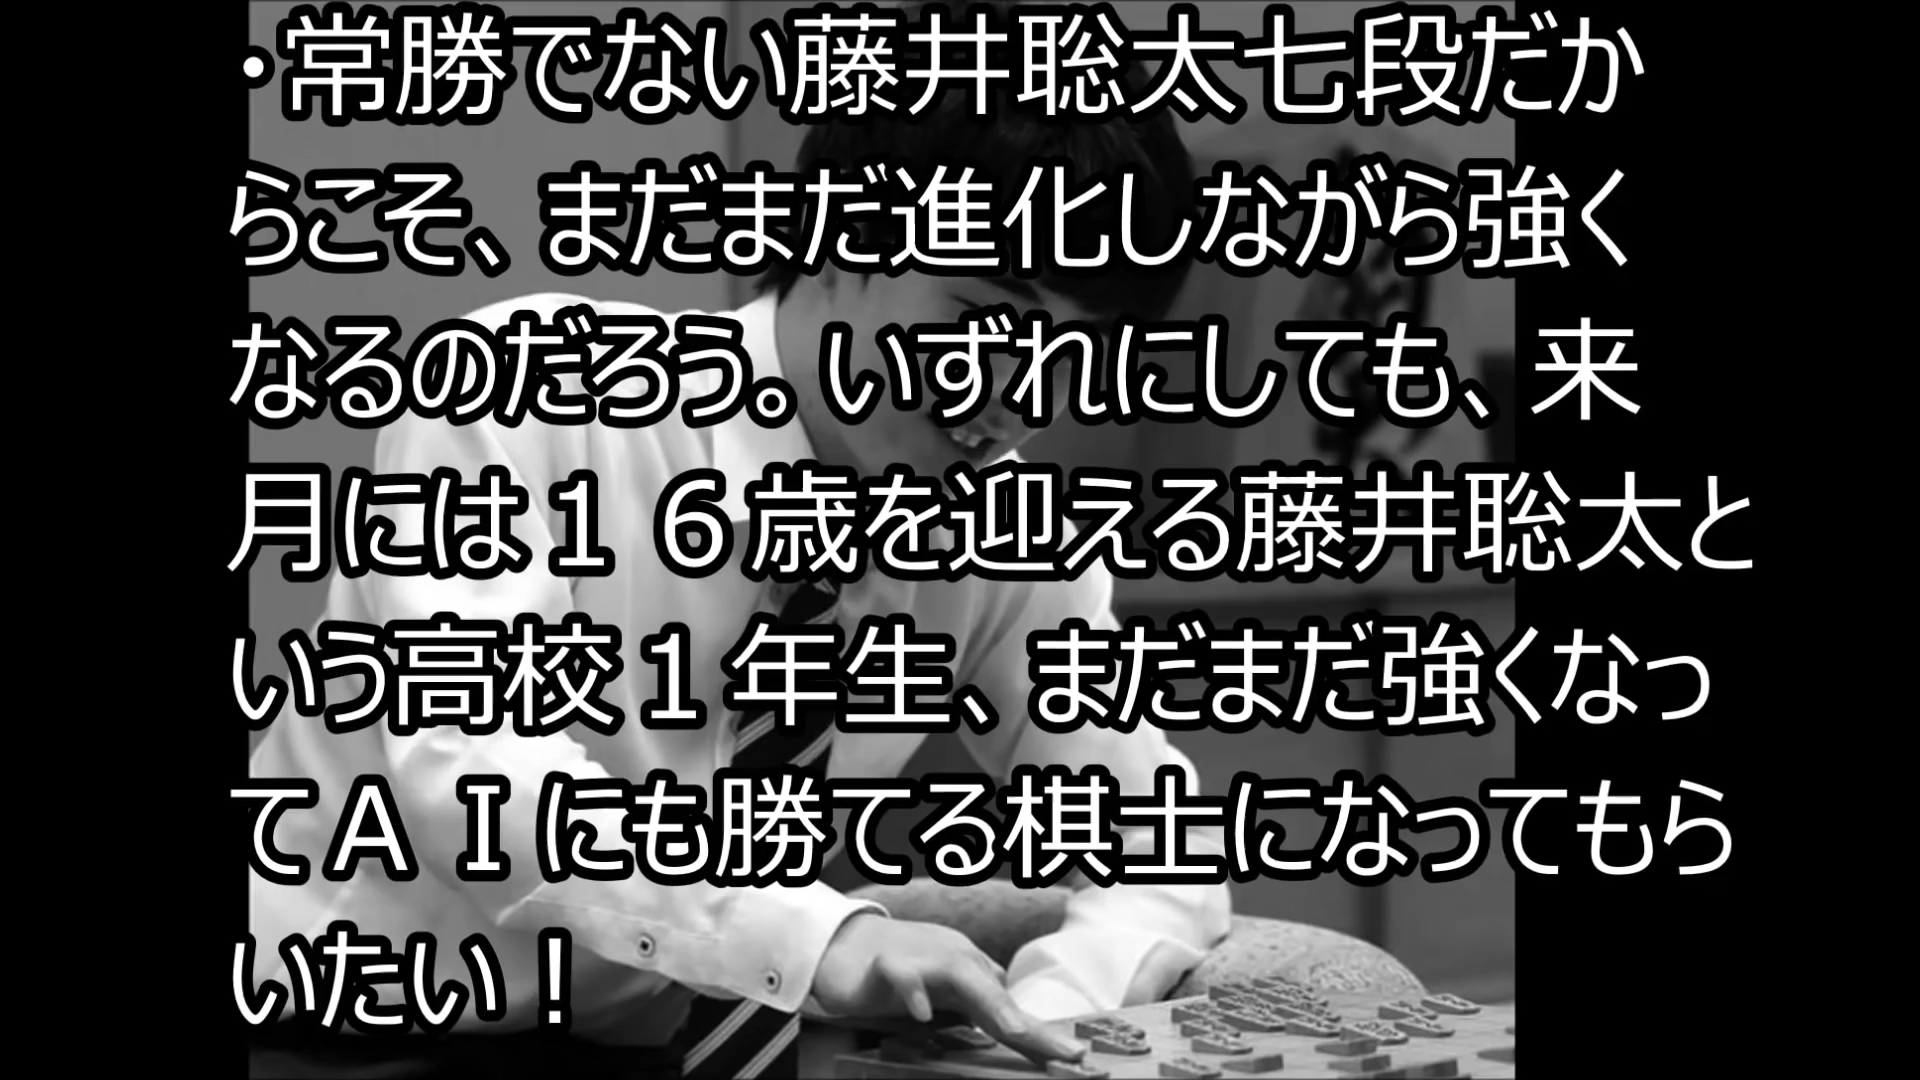 ・常勝でない藤井聡太七段だか
らこそ、まだまだ進化しながら強く
なるのだろう。いずれにしても、来
月には１６歳を迎える藤井聡太と
いう高校１年生、まだまだ強くなっ
てＡＩにも勝てる棋士になってもら
いたい！